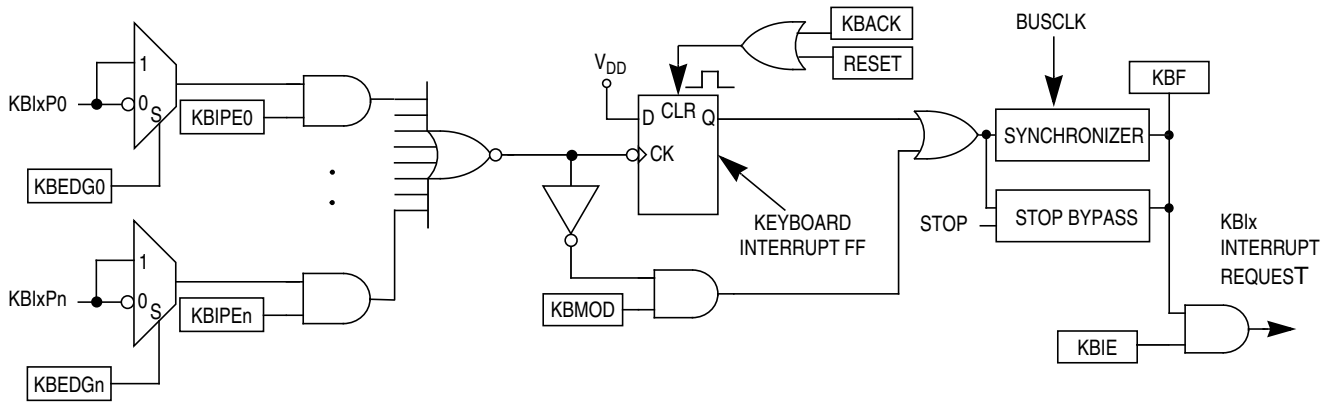 KBIxP0
1
0
S
KBIPE0
KBEDG0
KBIxPn
1
0
S
KBIPEn
KBEDGn
VDD
D CLR Q
CK
KBACK
RESET
KEYBOARD
INTERRUPT FF
KBMOD
BUSCLK
SYNCHRONIZER
KBF
STOP
STOP BYPASS
KBIx
INTERRUPT
REQUEST
KBIE